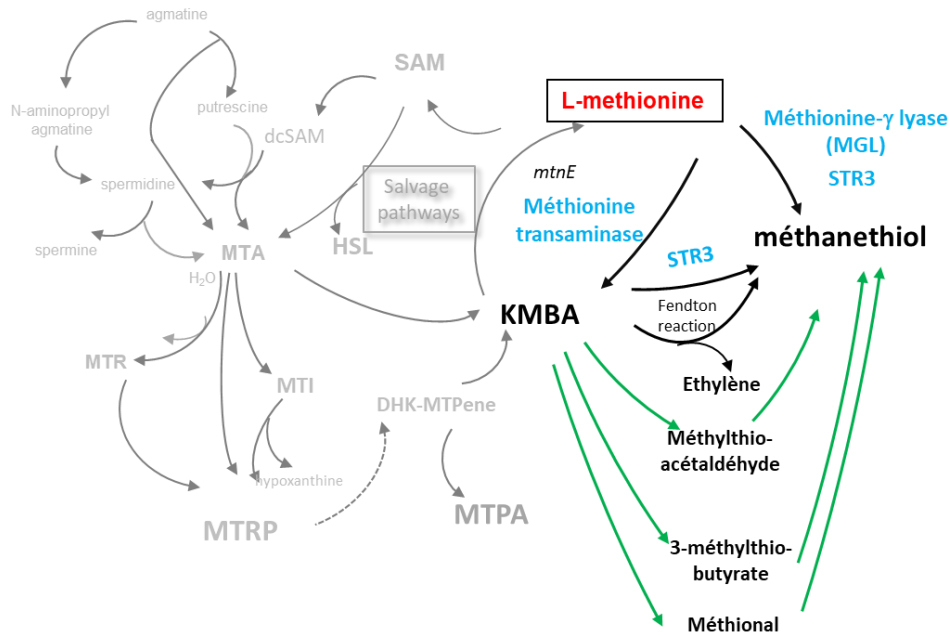 agmatine
SAM
L-methionine
Méthionine-γ lyase
(MGL)
STR3
N-aminopropyl
agmatine
putrescine
dcSAM
mtnE
Salvage
pathways
Méthionine
transaminase
spermidine
spermine
MTA
HSL
STR3
méthanethiol
H₂O
KMBA
Fendton
reaction
MTR
MTI
Ethylène
DHK-MTPene
Méthylthio-
acétaldéhyde
hypoxanthine
MTRP
MTPA
3-méthylthio-
butyrate
Méthional